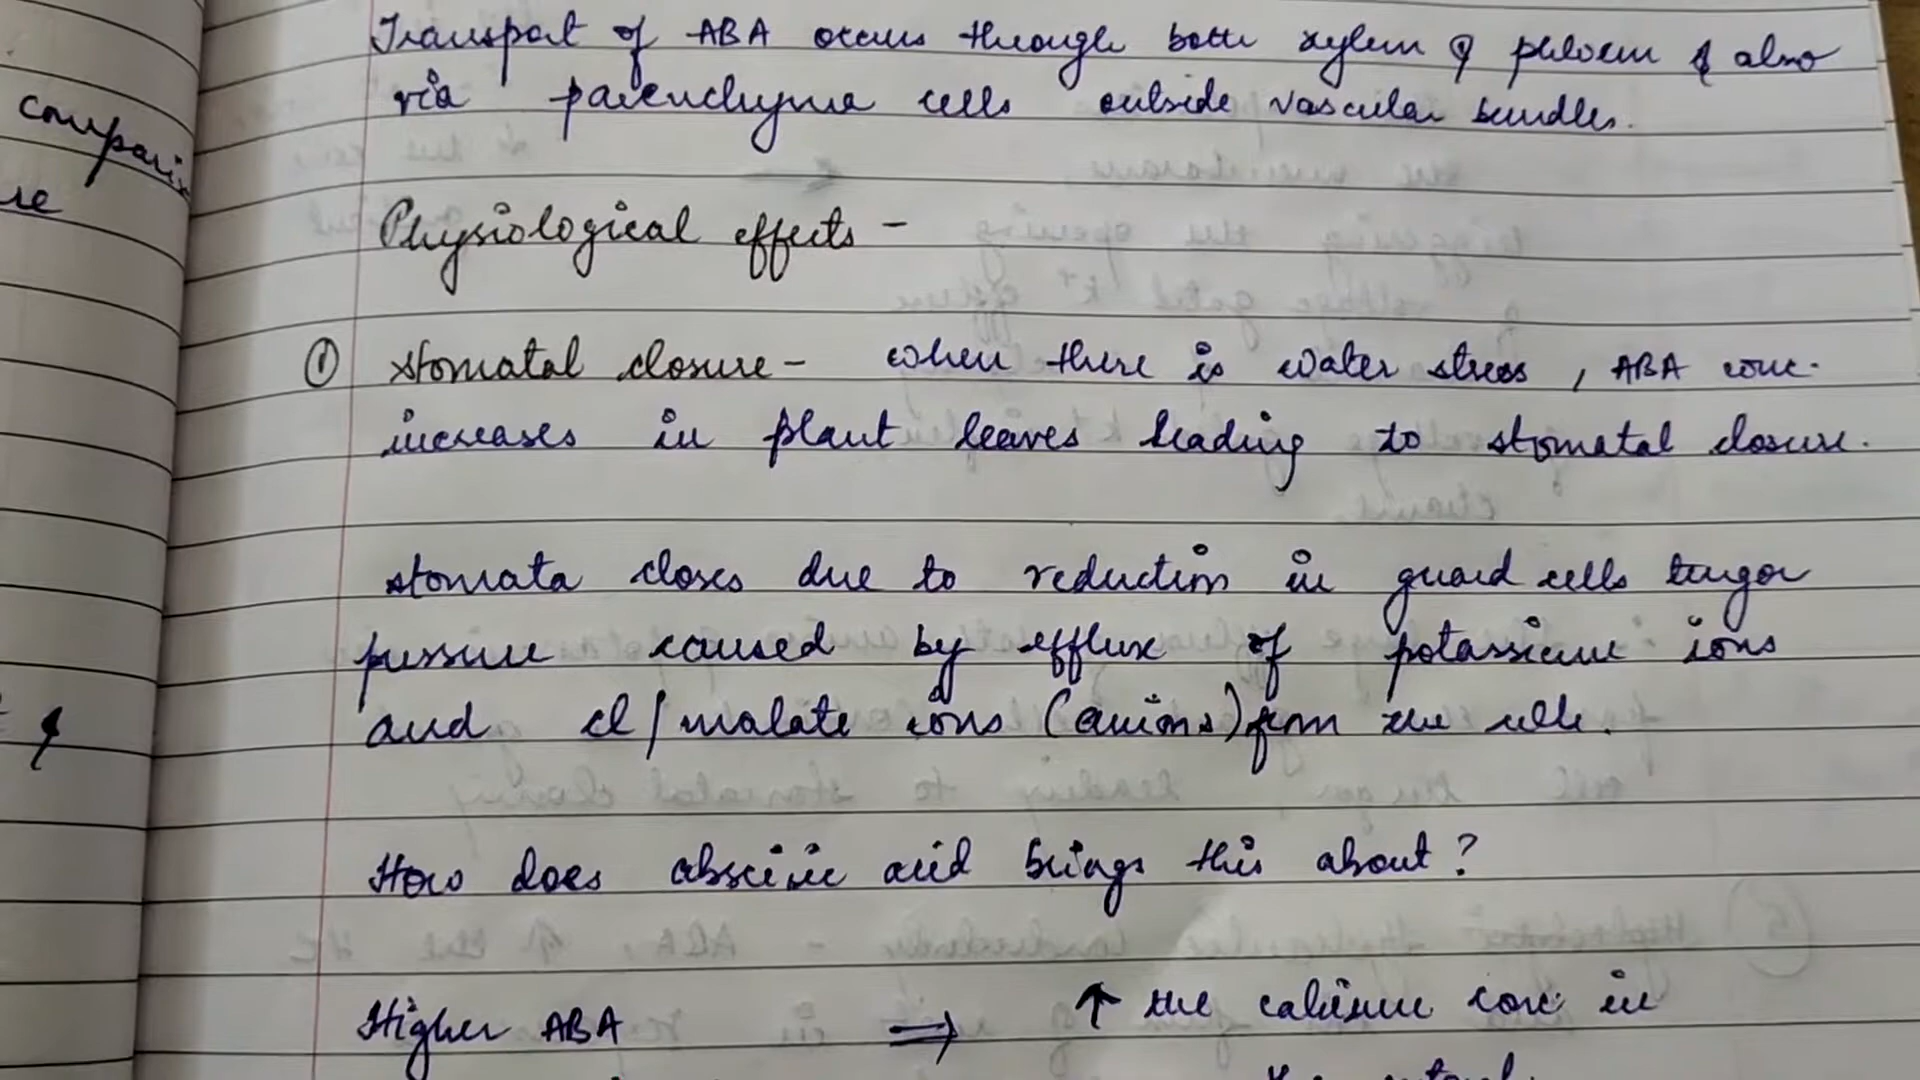 Transport of ABA occurs through both xylem & phloem & also
via parenchyma cells outside vascular bundles.
comparis
re
Physiological effects -
① stomatal closure - when there is water stress, ABA conc.
increases in plant leaves leading to stomatal closure.
stomata closes due to reduction in guard cells turgor
pressure caused by efflux of potassium ions
and cl/malate ions (anions) from the cell.
&
How does abscisic acid brings this about?
Higher ABA ⇒ ↑ the calcium conc in